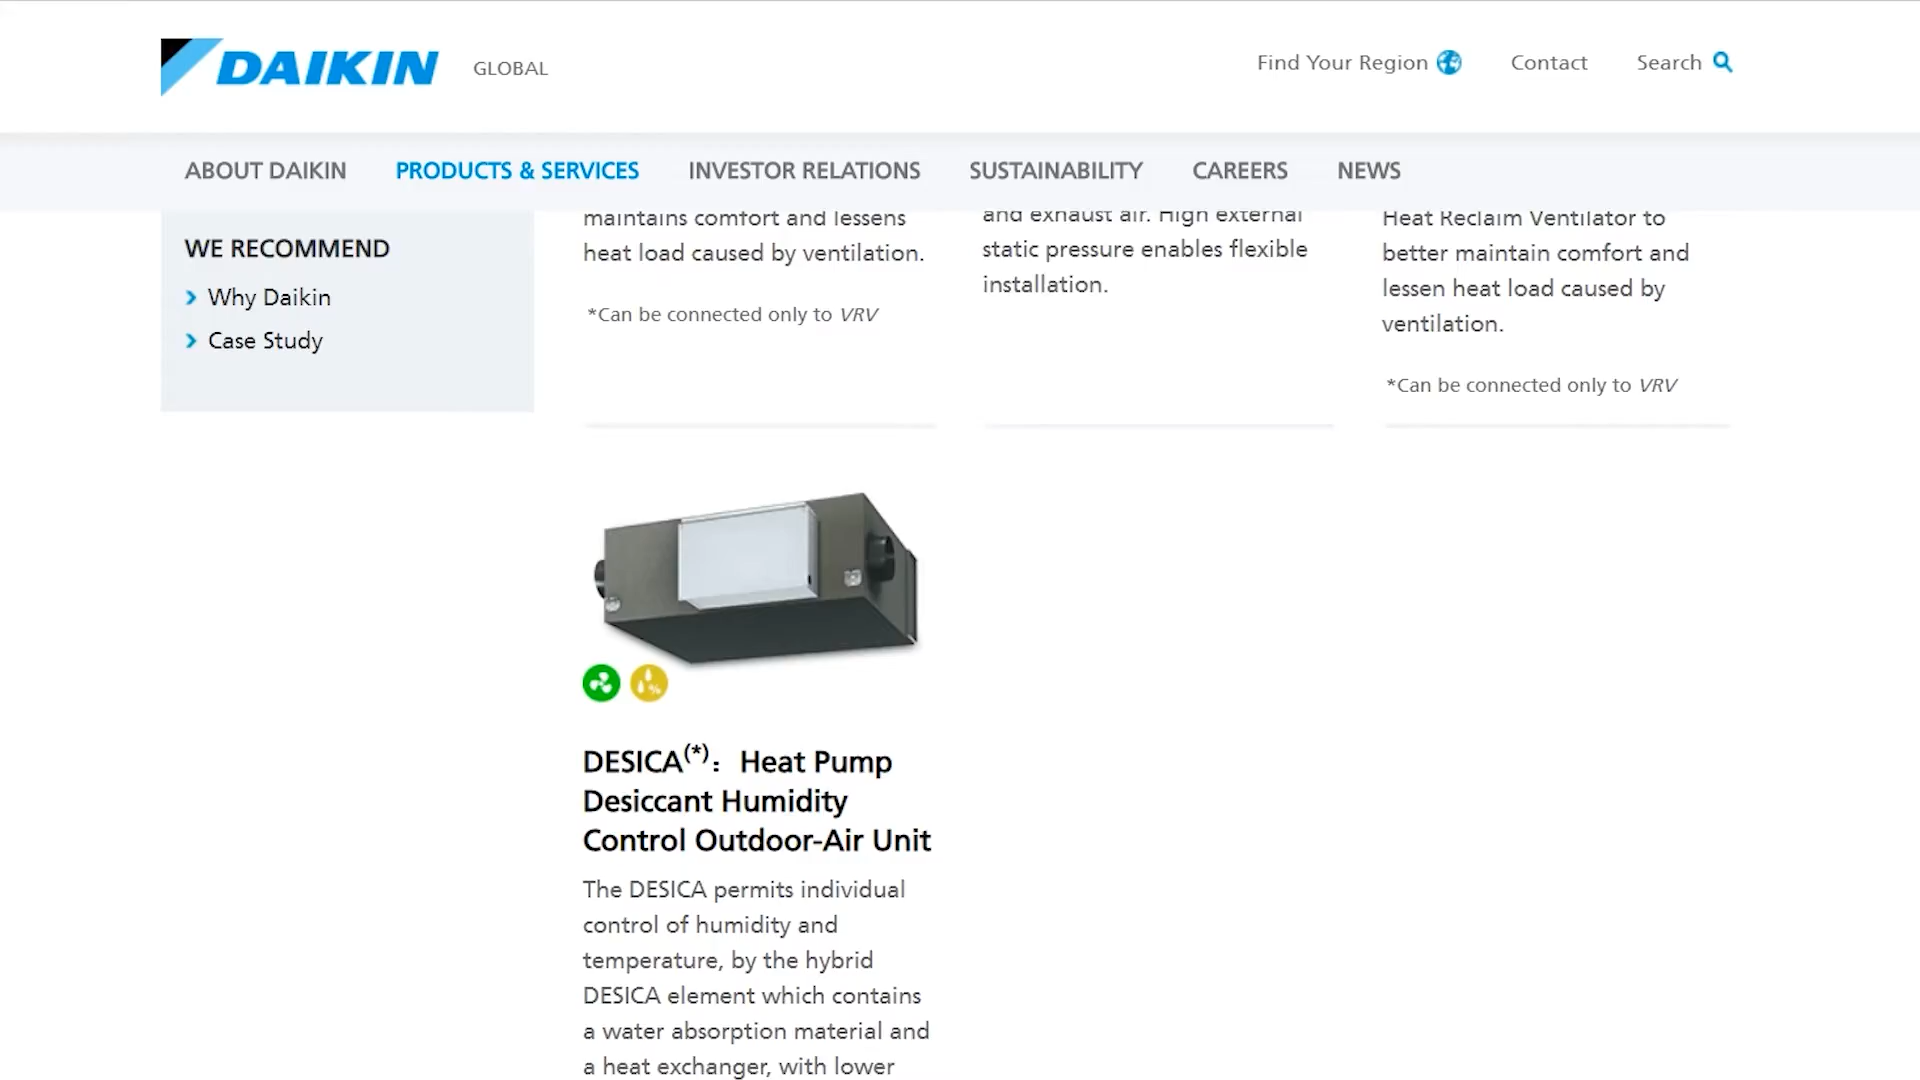 DAIKIN
GLOBAL
Find Your Region
Contact
Search
ABOUT DAIKIN
PRODUCTS & SERVICES
INVESTOR RELATIONS
SUSTAINABILITY
CAREERS
NEWS
WE RECOMMEND
Why Daikin
Case Study
maintains comfort and lessens
heat load caused by ventilation.
*Can be connected only to VRV
and exhaust air. High external
static pressure enables flexible
installation.
Heat Reclaim Ventilator to
better maintain comfort and
lessen heat load caused by
ventilation.
*Can be connected only to VRV
DESICA(*)： Heat Pump
Desiccant Humidity
Control Outdoor-Air Unit
The DESICA permits individual
control of humidity and
temperature, by the hybrid
DESICA element which contains
a water absorption material and
a heat exchanger, with lower